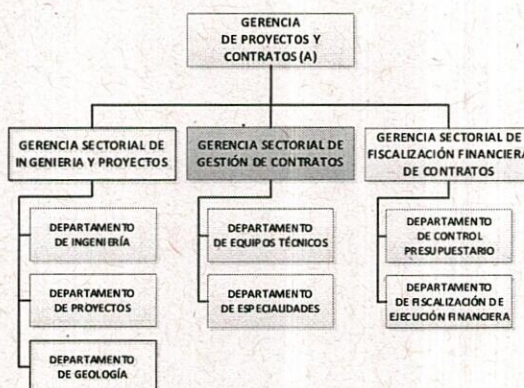 GERENCIA
DE PROYECTOS Y
CONTRATOS (A)
GERENCIA SECTORIAL DE
INGENIERIA Y PROYECTOS
GERENCIA SECTORIAL DE
GESTIÓN DE CONTRATOS
GERENCIA SECTORIAL DE
FISCALIZACIÓN FINANCIERA
DE CONTRATOS
DEPARTAMENTO
DE INGENIERÍA
DEPARTAMENTO
DE EQUIPOS TÉCNICOS
DEPARTAMENTO
DE CONTROL
PRESUPUESTARIO
DEPARTAMENTO
DE PROYECTOS
DEPARTAMENTO
DE ESPECIALIDADES
DEPARTAMENTO
DE FISCALIZACIÓN DE
EJECUCIÓN FINANCIERA
DEPARTAMENTO
DE GEOLOGÍA